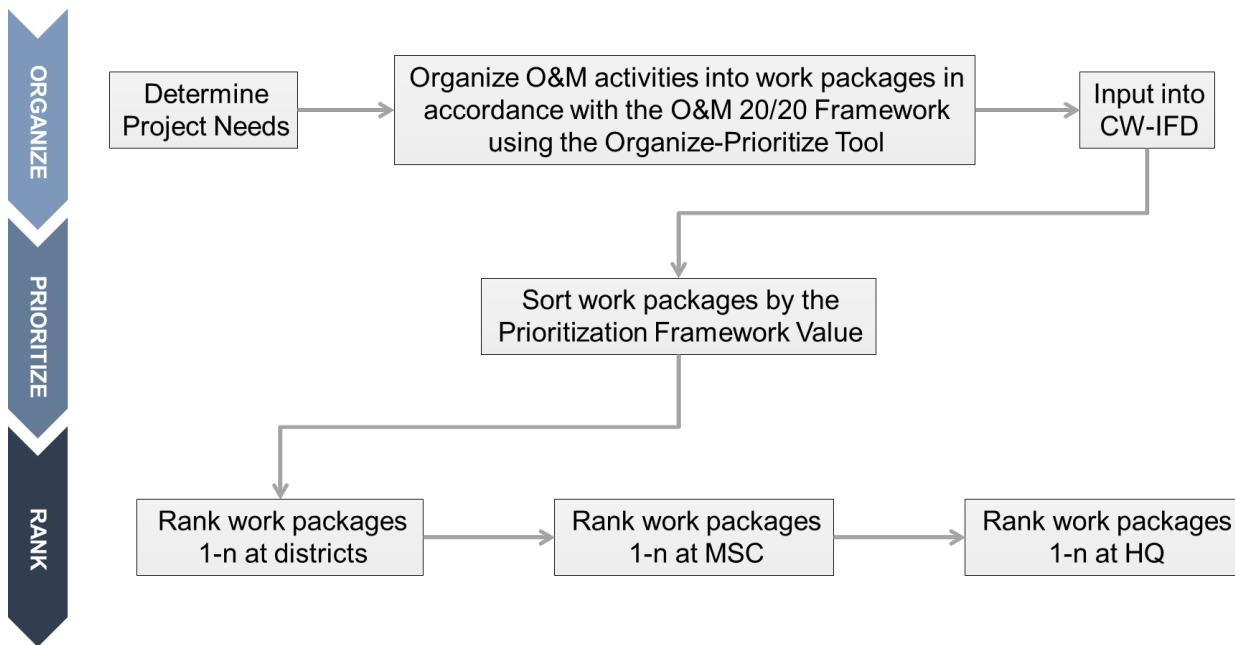 ORGANIZE
Determine
Project Needs
Organize O&M activities into work packages in
accordance with the O&M 20/20 Framework
using the Organize-Prioritize Tool
Input into
CW-IFD
PRIORITIZE
Sort work packages by the
Prioritization Framework Value
RANK
Rank work packages
1-n at districts
Rank work packages
1-n at MSC
Rank work packages
1-n at HQ